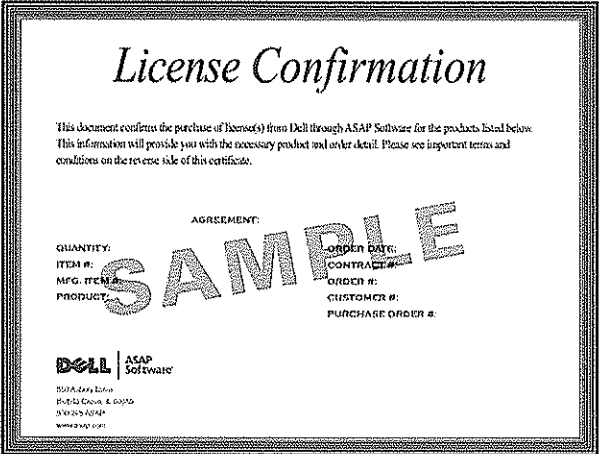 License Confirmation
This document confirms the purchase of license(s) from Dell through ASAP Software for the products listed below.
This information will provide you with the necessary product and order detail. Please see important terms and
conditions on the reverse side of this certificate.
AGREEMENT:
QUANTITY:
ITEM #:
MFG. ITEM #:
PRODUCT:
SAMPLE
ORDER DATE:
CONTRACT #:
ORDER #:
CUSTOMER #:
PURCHASE ORDER #:
DELL
ASAP
Software
www.asap.com